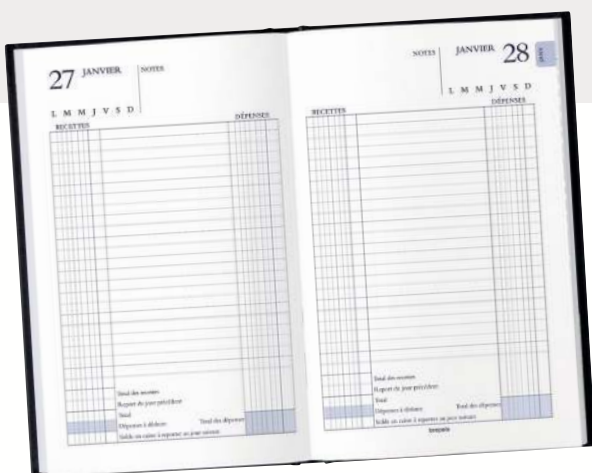 27 JANVIER NOTES
L M M J V S D
RECETTES DÉPENSES
Total des recettes
Report du jour précédent
Total
Dépenses à déduire Total des dépenses
Solde en caisse à reporter au jour suivant
NOTES JANVIER 28
L M M J V S D
RECETTES DÉPENSES
Total des recettes
Report du jour précédent
Total
Dépenses à déduire Total des dépenses
Solde en caisse à reporter au jour suivant